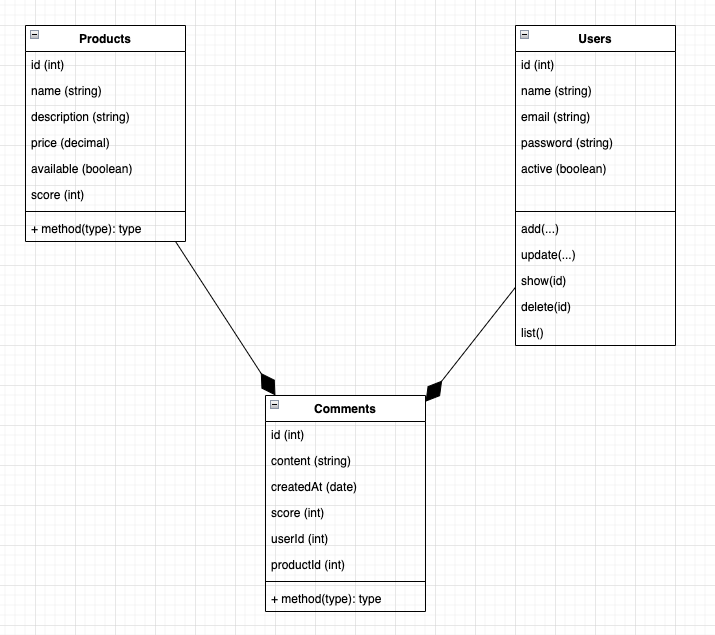 Products
id (int)
name (string)
description (string)
price (decimal)
available (boolean)
score (int)
+ method(type): type
Users
id (int)
name (string)
email (string)
password (string)
active (boolean)
add(...)
update(...)
show(id)
delete(id)
list()
Comments
id (int)
content (string)
createdAt (date)
score (int)
userId (int)
productId (int)
+ method(type): type